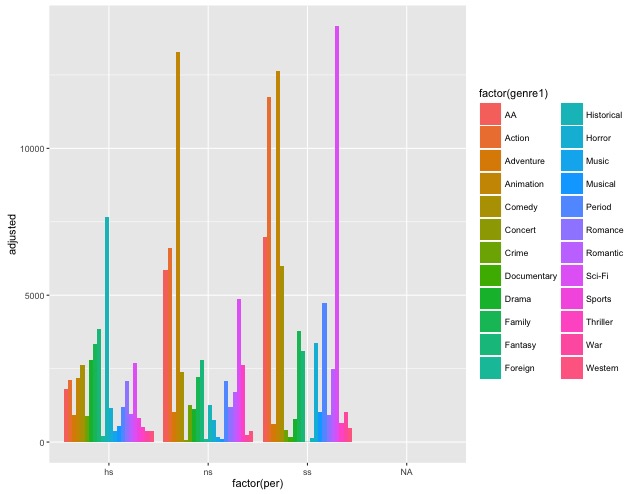 adjusted
10000
5000
0
hs ns ss NA
factor(per)
factor(genre1)
AA
Action
Adventure
Animation
Comedy
Concert
Crime
Documentary
Drama
Family
Fantasy
Foreign
Historical
Horror
Music
Musical
Period
Romance
Romantic
Sci-Fi
Sports
Thriller
War
Western